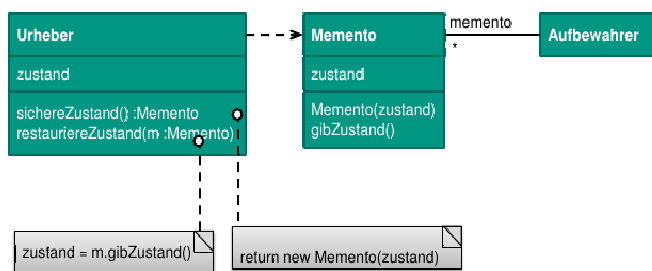 Urheber
zustand
sichereZustand() :Memento
restauriereZustand(m :Memento)
Memento
zustand
Memento(zustand)
gibZustand()
memento
*
Aufbewahrer
zustand = m.gibZustand()
return new Memento(zustand)